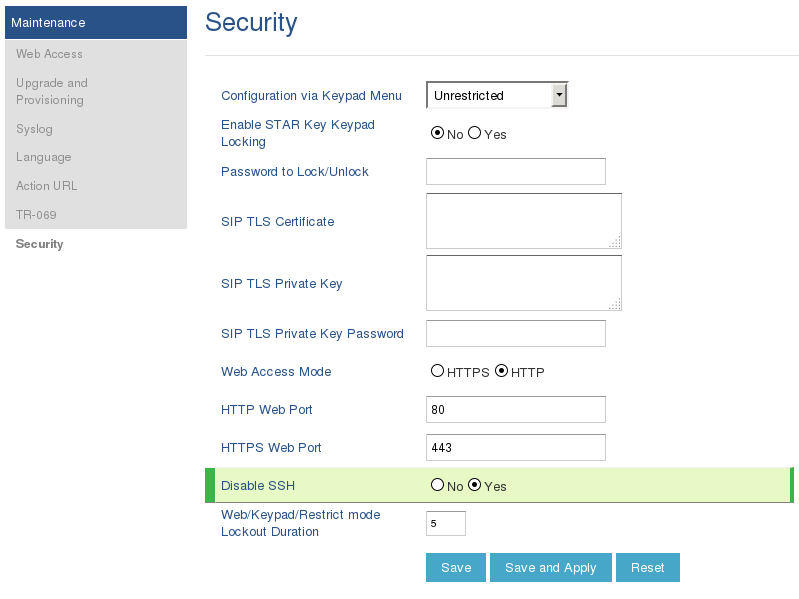 Maintenance
Web Access
Upgrade and
Provisioning
Syslog
Language
Action URL
TR-069
Security
Security
Configuration via Keypad Menu
Unrestricted
Enable STAR Key Keypad
Locking
No Yes
Password to Lock/Unlock
SIP TLS Certificate
SIP TLS Private Key
SIP TLS Private Key Password
Web Access Mode
HTTPS HTTP
HTTP Web Port
80
HTTPS Web Port
443
Disable SSH
No Yes
Web/Keypad/Restrict mode
Lockout Duration
5
Save
Save and Apply
Reset